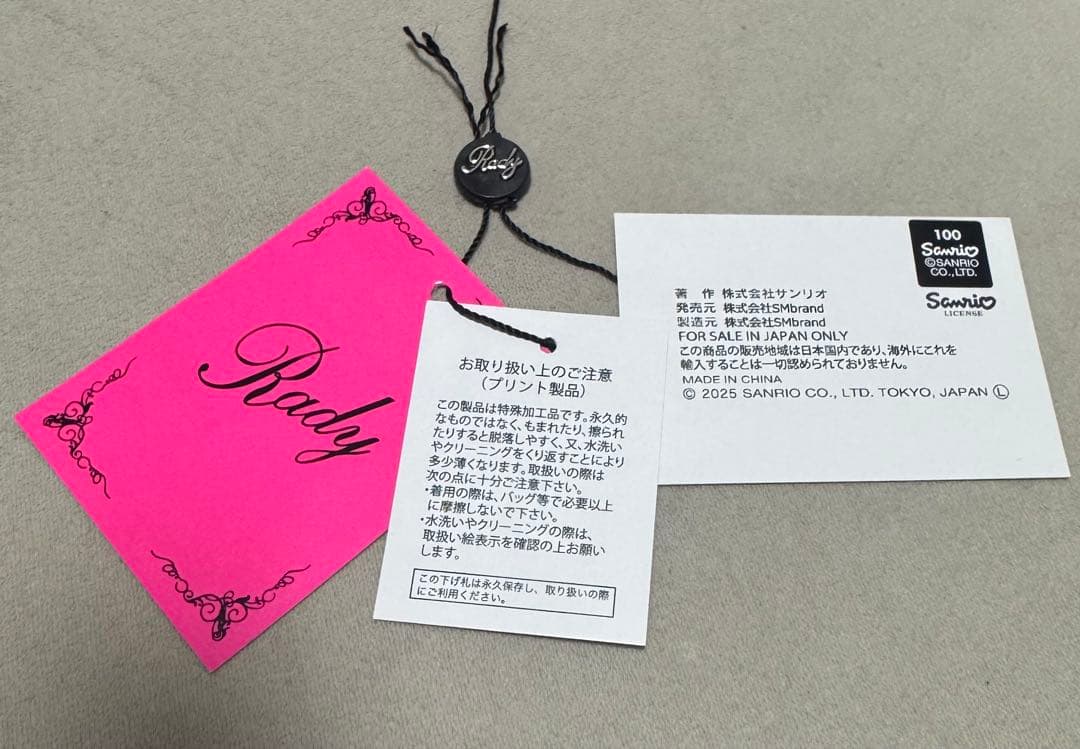 Rady
Rady
お取り扱い上のご注意
（プリント製品）
この製品は特殊加工品です。永久的
なものではなく、もまれたり、擦られ
たりすると脱落しやすく、又、水洗い
やクリーニングをくり返すことにより
多少薄くなります。取扱いの際は
次の点に十分ご注意下さい。
・着用の際は、バッグ等で必要以上
に摩擦しないで下さい。
・水洗いやクリーニングの際は、
取扱い絵表示を確認の上お願い
します。
この下げ札は永久保存し、取り扱いの際
にご利用ください。
100
Sanrio
©SANRIO
CO.,LTD.
Sanrio
LICENSE
著　作 株式会社サンリオ
発売元 株式会社SMbrand
製造元 株式会社SMbrand
FOR SALE IN JAPAN ONLY
この商品の販売地域は日本国内であり、海外にこれを
輸入することは一切認められておりません。
MADE IN CHINA
© 2025 SANRIO CO., LTD. TOKYO, JAPAN Ⓛ